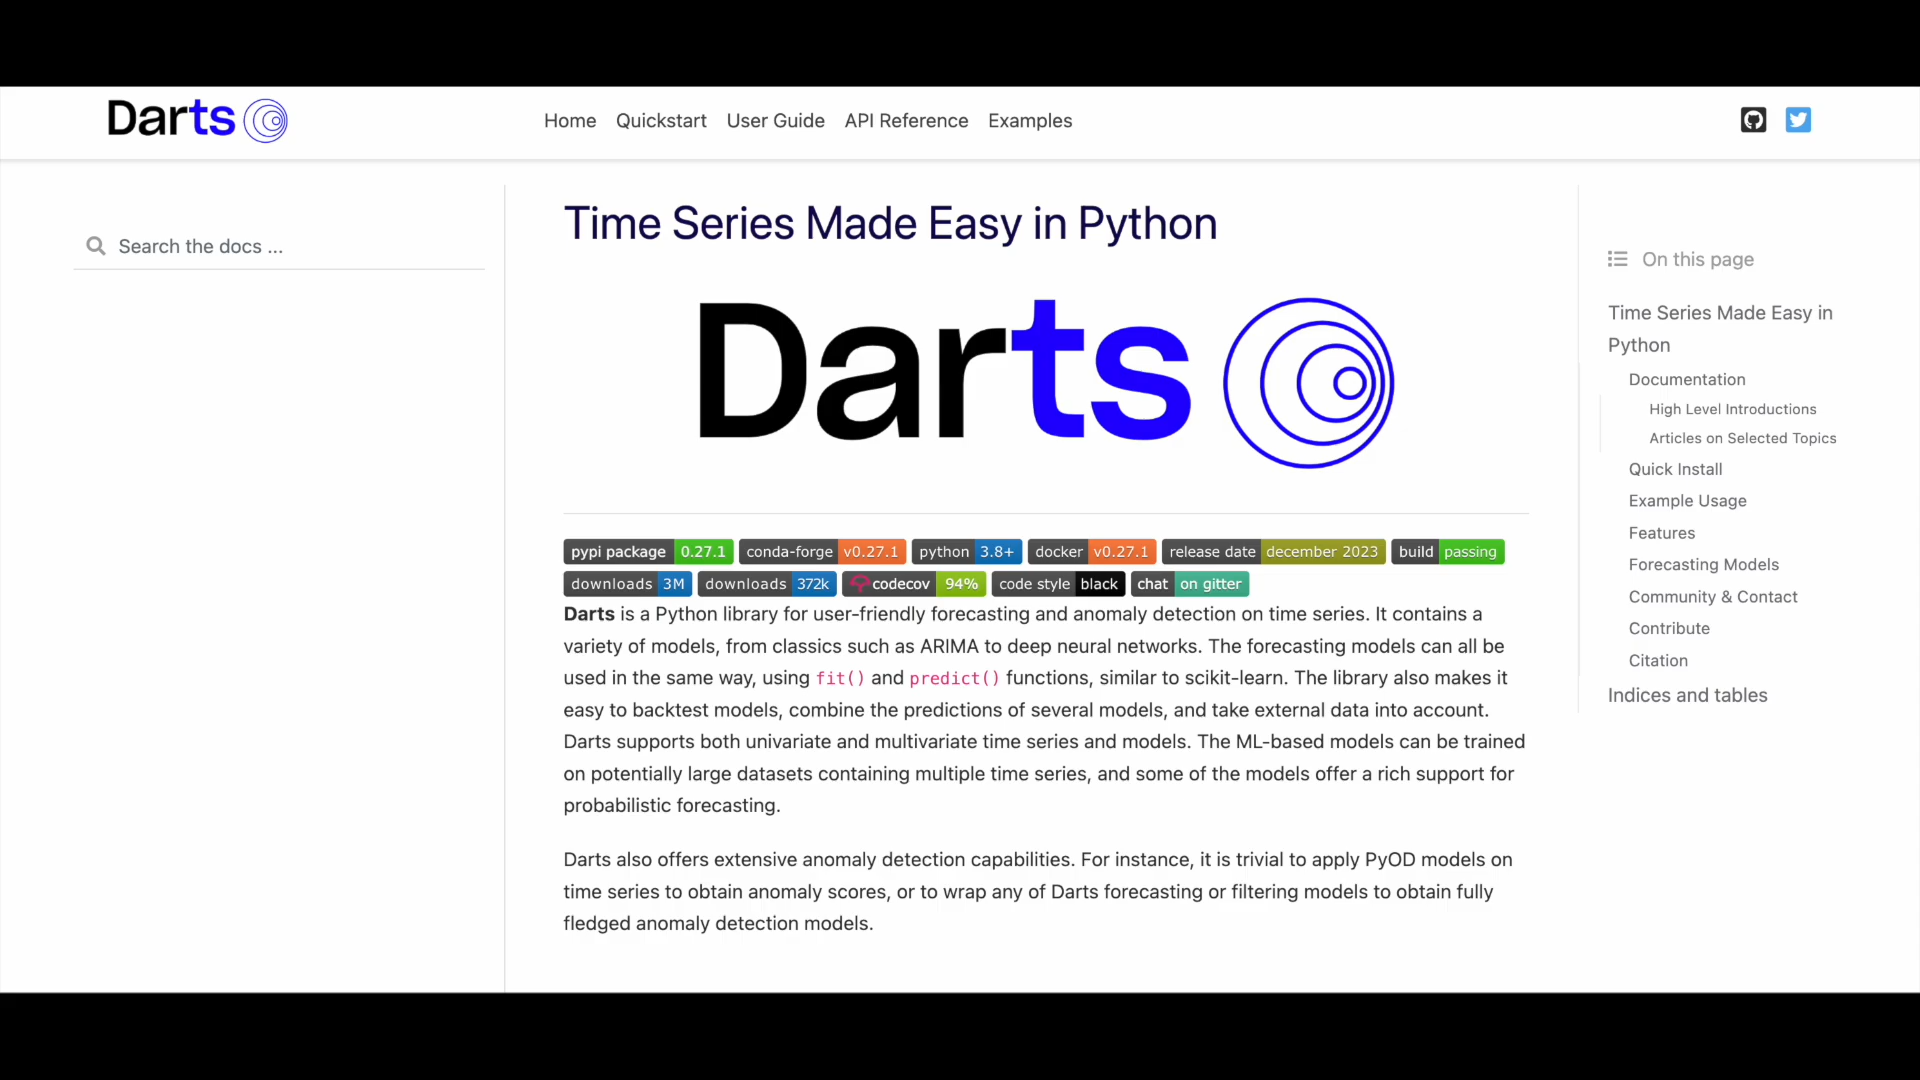 Darts
Home Quickstart User Guide API Reference Examples
Search the docs ...
Time Series Made Easy in Python
Darts
pypi package 0.27.1 conda-forge v0.27.1 python 3.8+ docker v0.27.1 release date december 2023 build passing
downloads 3M downloads 372k codecov 94% code style black chat on gitter
Darts is a Python library for user-friendly forecasting and anomaly detection on time series. It contains a
variety of models, from classics such as ARIMA to deep neural networks. The forecasting models can all be
used in the same way, using fit() and predict() functions, similar to scikit-learn. The library also makes it
easy to backtest models, combine the predictions of several models, and take external data into account.
Darts supports both univariate and multivariate time series and models. The ML-based models can be trained
on potentially large datasets containing multiple time series, and some of the models offer a rich support for
probabilistic forecasting.
Darts also offers extensive anomaly detection capabilities. For instance, it is trivial to apply PyOD models on
time series to obtain anomaly scores, or to wrap any of Darts forecasting or filtering models to obtain fully
fledged anomaly detection models.
On this page
Time Series Made Easy in
Python
Documentation
High Level Introductions
Articles on Selected Topics
Quick Install
Example Usage
Features
Forecasting Models
Community & Contact
Contribute
Citation
Indices and tables